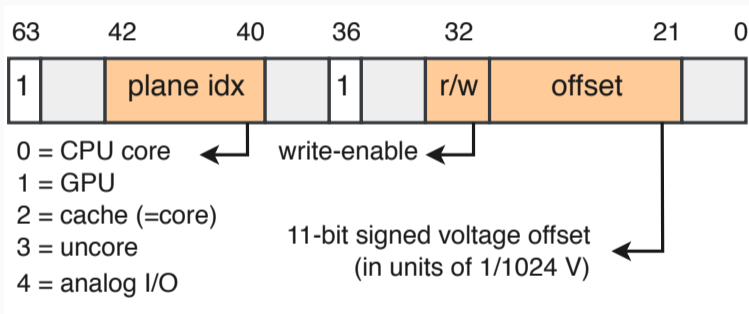 63 42 40 36 32 21 0
1 plane idx 1 r/w offset
0 = CPU core
write-enable
1 = GPU
2 = cache (=core)
3 = uncore
4 = analog I/O
11-bit signed voltage offset
(in units of 1/1024 V)